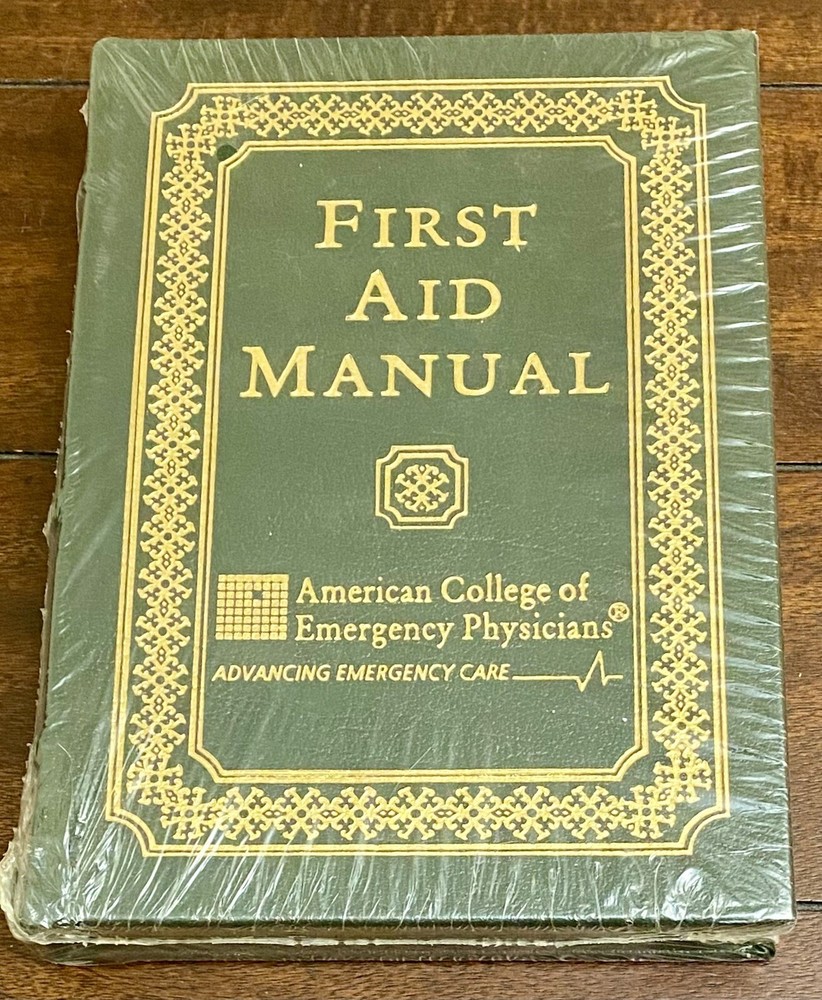 FIRST
AID
MANUAL
American College of
Emergency Physicians®
ADVANCING EMERGENCY CARE